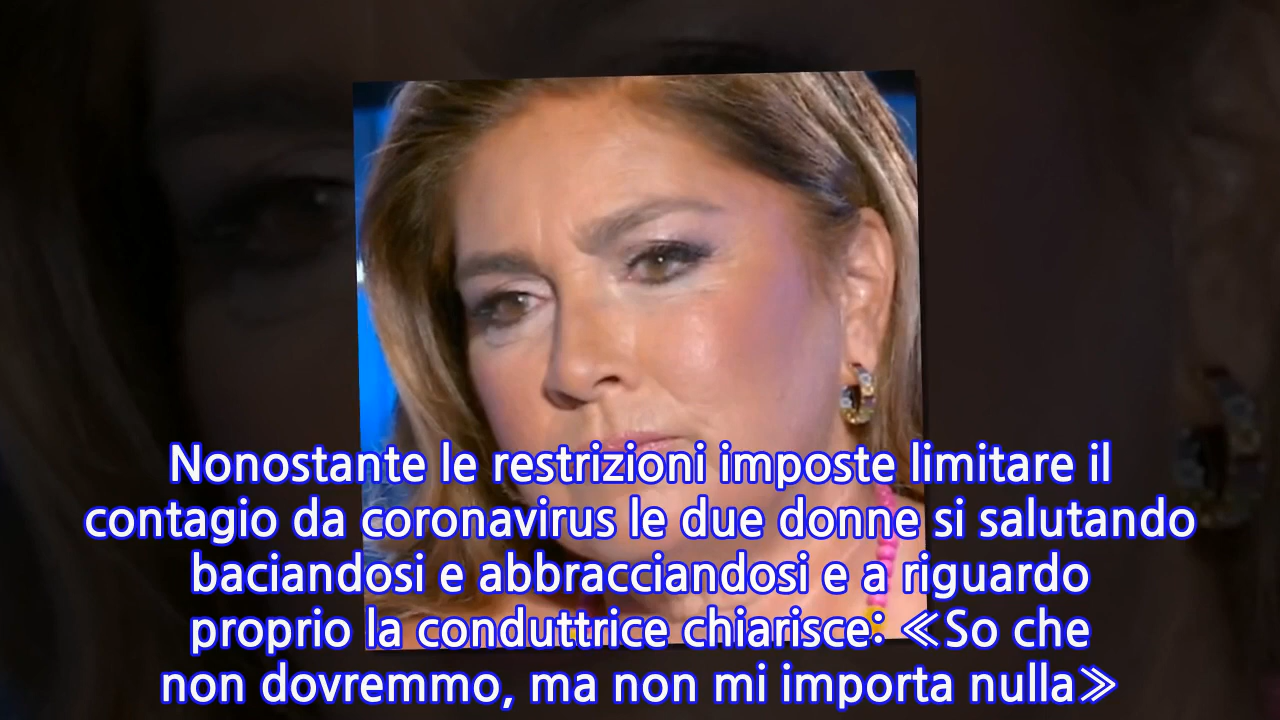 Nonostante le restrizioni imposte limitare il
contagio da coronavirus le due donne si salutando
baciandosi e abbracciandosi e a riguardo
proprio la conduttrice chiarisce: ≪So che
non dovremmo, ma non mi importa nulla≫